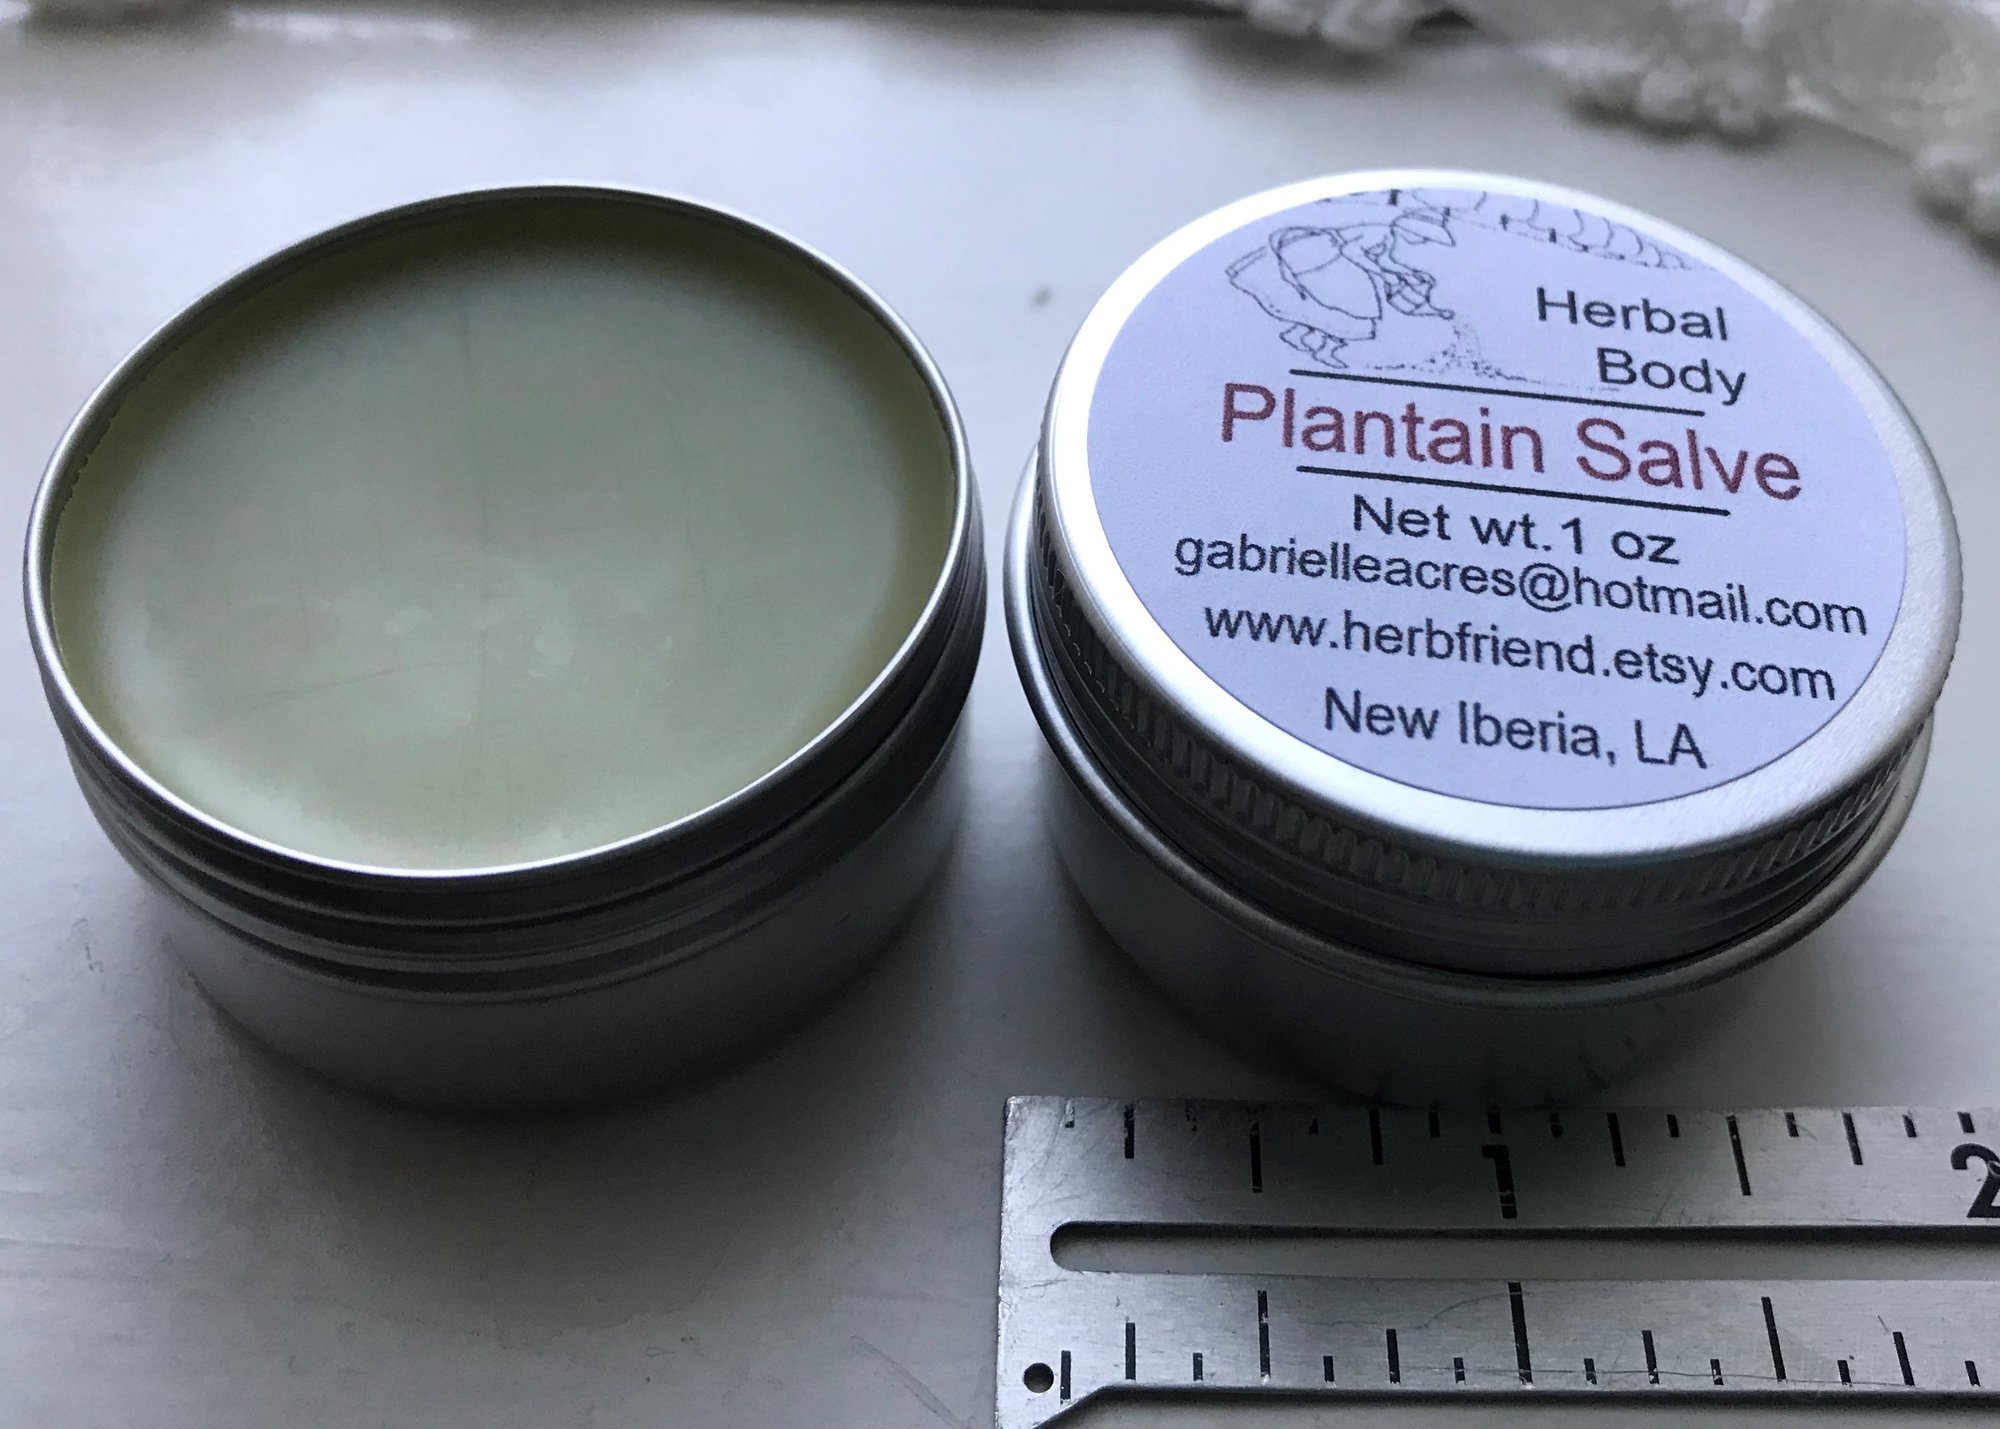 Herbal
Body
Plantain Salve
Net wt.1 oz
gabrielleacres@hotmail.com
www.herbfriend.etsy.com
New Iberia, LA
1
2